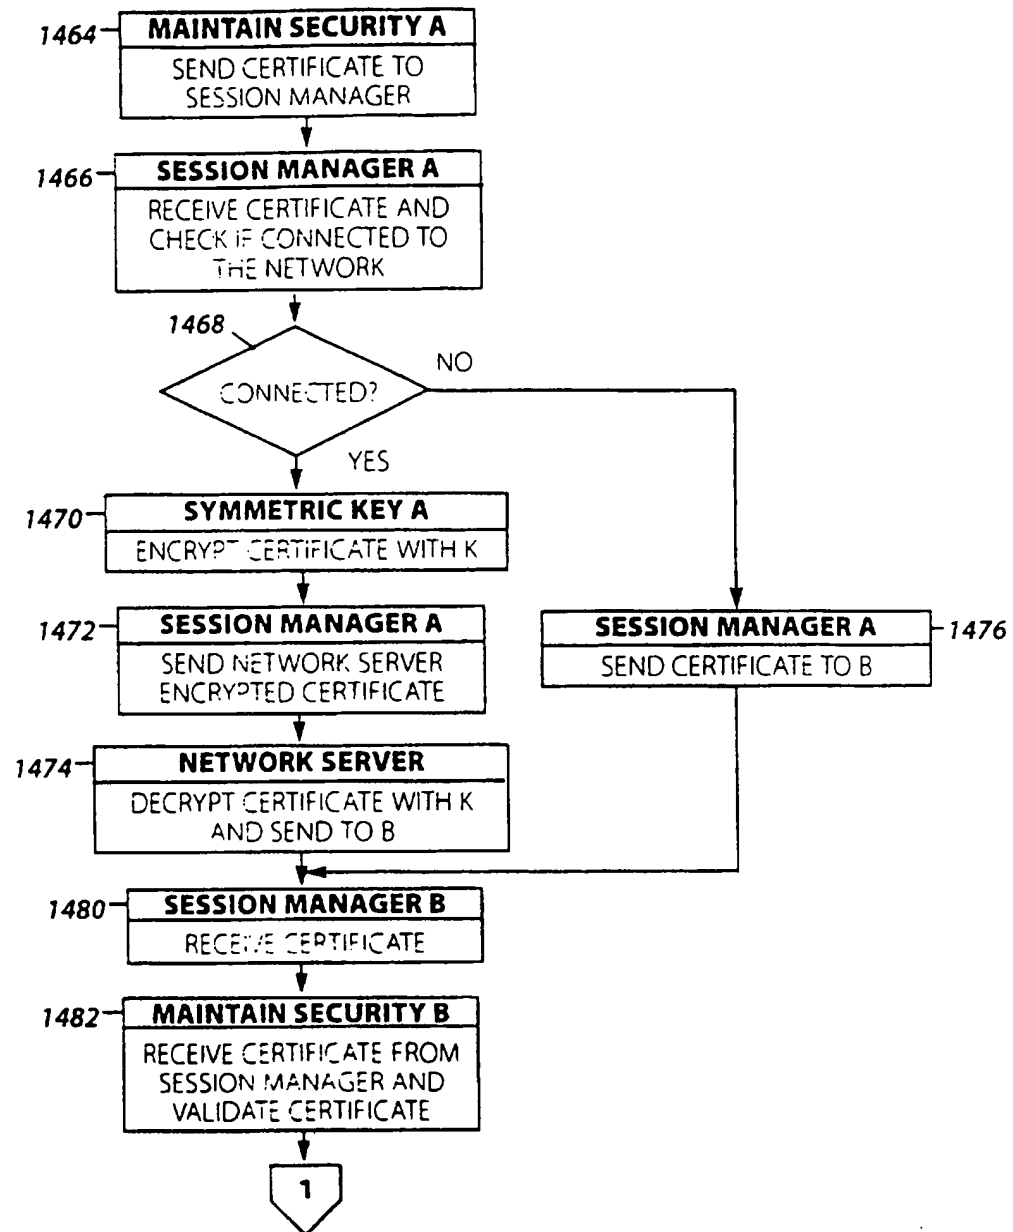 1464
MAINTAIN SECURITY A
SEND CERTIFICATE TO
SESSION MANAGER
1466
SESSION MANAGER A
RECEIVE CERTIFICATE AND
CHECK IF CONNECTED TO
THE NETWORK
1468
CONNECTED?
NO
YES
1470
SYMMETRIC KEY A
ENCRYPT CERTIFICATE WITH K
1472
SESSION MANAGER A
SEND NETWORK SERVER
ENCRYPTED CERTIFICATE
SESSION MANAGER A
1476
SEND CERTIFICATE TO B
1474
NETWORK SERVER
DECRYPT CERTIFICATE WITH K
AND SEND TO B
1480
SESSION MANAGER B
RECEIVE CERTIFICATE
1482
MAINTAIN SECURITY B
RECEIVE CERTIFICATE FROM
SESSION MANAGER AND
VALIDATE CERTIFICATE
1